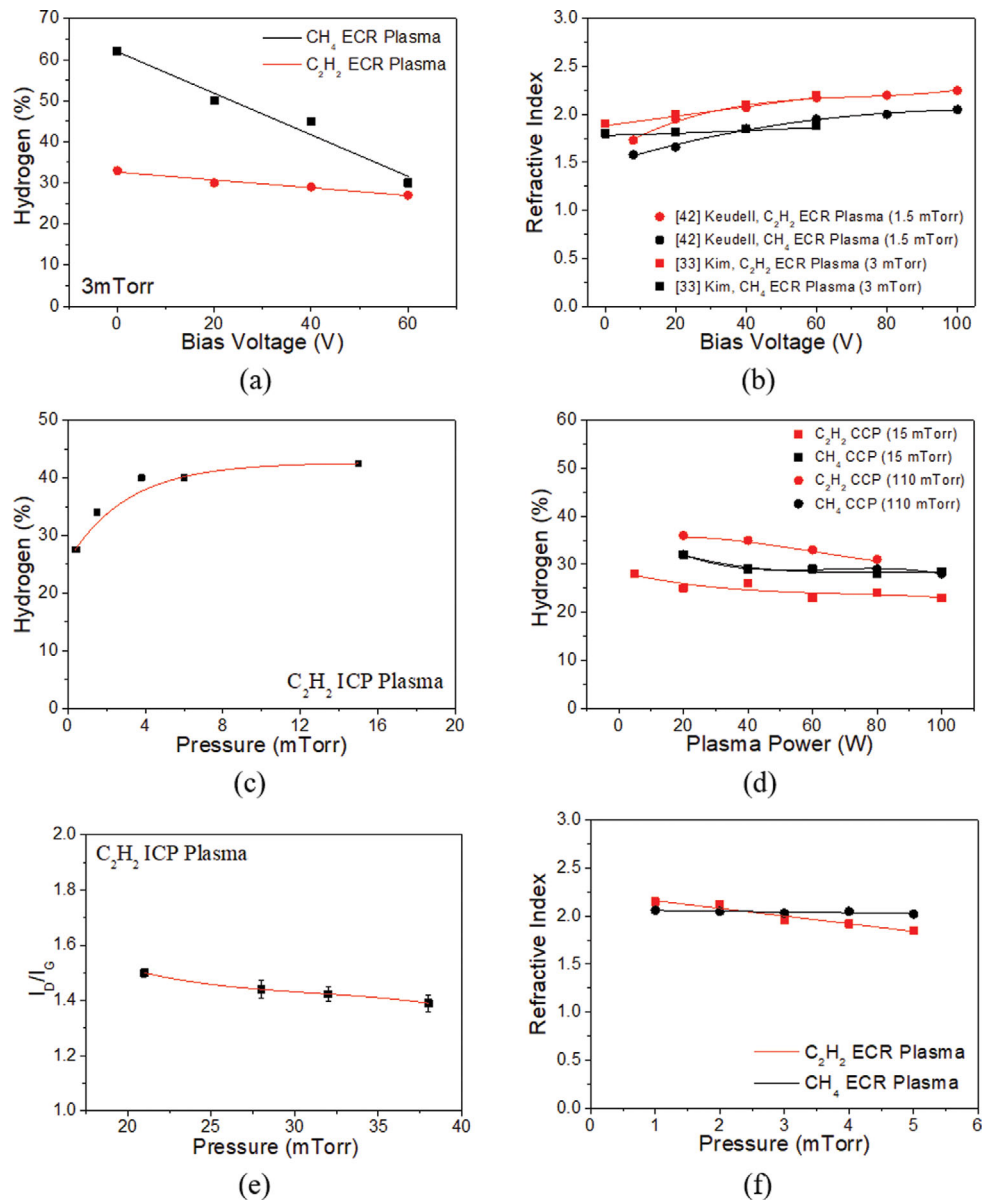 70
60
50
40
30
20
10
0
Hydrogen (%)
CH₄ ECR Plasma
C₂H₂ ECR Plasma
3mTorr
0 20 40 60
Bias Voltage (V)
(a)
3.0
2.5
2.0
1.5
1.0
0.5
0.0
Refractive Index
[42] Keudell, C₂H₂ ECR Plasma (1.5 mTorr)
[42] Keudell, CH₄ ECR Plasma (1.5 mTorr)
[33] Kim, C₂H₂ ECR Plasma (3 mTorr)
[33] Kim, CH₄ ECR Plasma (3 mTorr)
0 20 40 60 80 100
Bias Voltage (V)
(b)
50
40
30
20
10
0
Hydrogen (%)
C₂H₂ ICP Plasma
0 4 8 12 16 20
Pressure (mTorr)
(c)
60
50
40
30
20
10
0
Hydrogen (%)
C₂H₂ CCP (15 mTorr)
CH₄ CCP (15 mTorr)
C₂H₂ CCP (110 mTorr)
CH₄ CCP (110 mTorr)
0 20 40 60 80 100
Plasma Power (W)
(d)
2.0
1.8
1.6
1.4
1.2
1.0
I_D/I_G
C₂H₂ ICP Plasma
20 25 30 35 40
Pressure (mTorr)
(e)
3.0
2.5
2.0
1.5
1.0
0.5
0.0
Refractive Index
C₂H₂ ECR Plasma
CH₄ ECR Plasma
1 2 3 4 5 6
Pressure (mTorr)
(f)